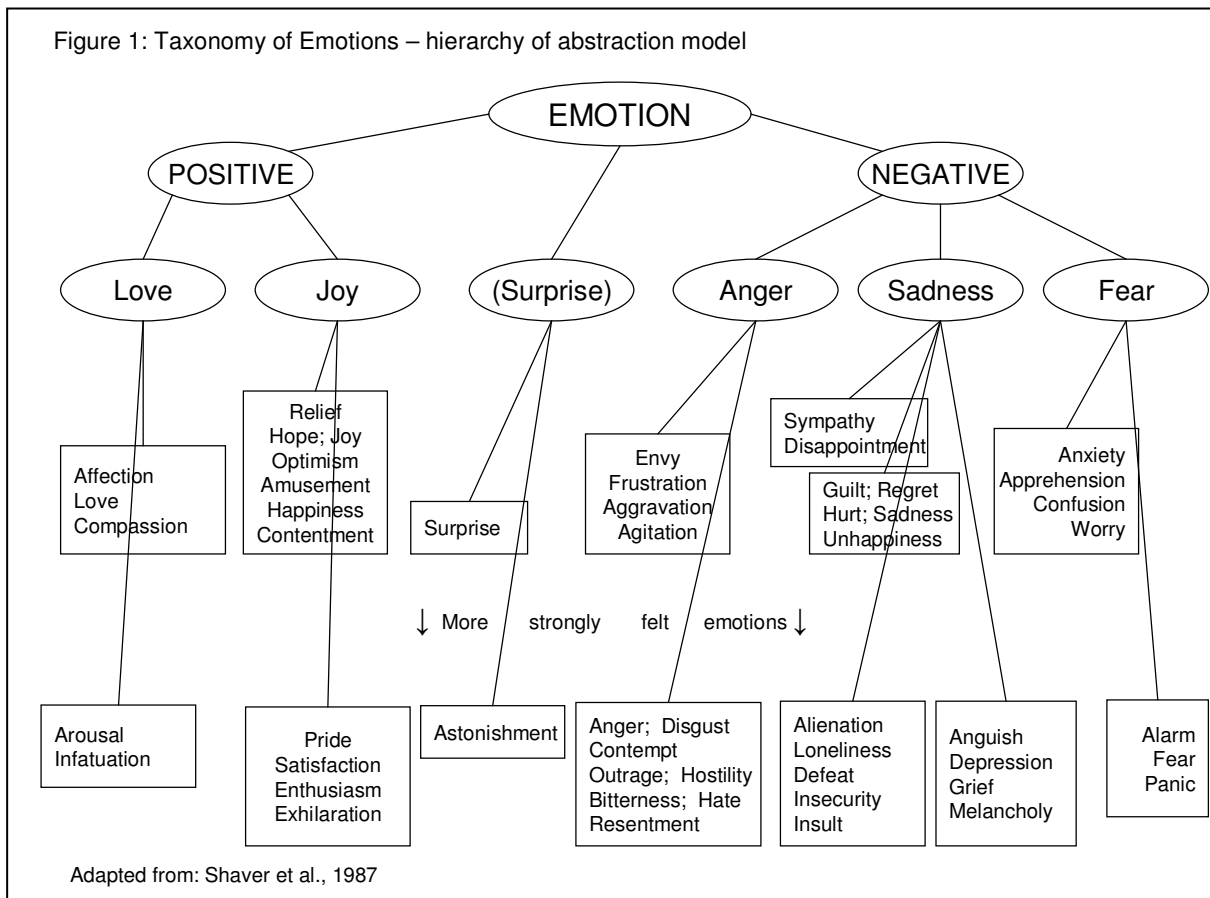 Figure 1: Taxonomy of Emotions – hierarchy of abstraction model
EMOTION
POSITIVE
NEGATIVE
Love
Joy
(Surprise)
Anger
Sadness
Fear
Affection
Love
Compassion
Relief
Hope; Joy
Optimism
Amusement
Happiness
Contentment
Surprise
Envy
Frustration
Aggravation
Agitation
Sympathy
Disappointment
Guilt; Regret
Hurt; Sadness
Unhappiness
Anxiety
Apprehension
Confusion
Worry
↓ More strongly felt emotions ↓
Arousal
Infatuation
Pride
Satisfaction
Enthusiasm
Exhilaration
Astonishment
Anger; Disgust
Contempt
Outrage; Hostility
Bitterness; Hate
Resentment
Alienation
Loneliness
Defeat
Insecurity
Insult
Anguish
Depression
Grief
Melancholy
Alarm
Fear
Panic
Adapted from: Shaver et al., 1987